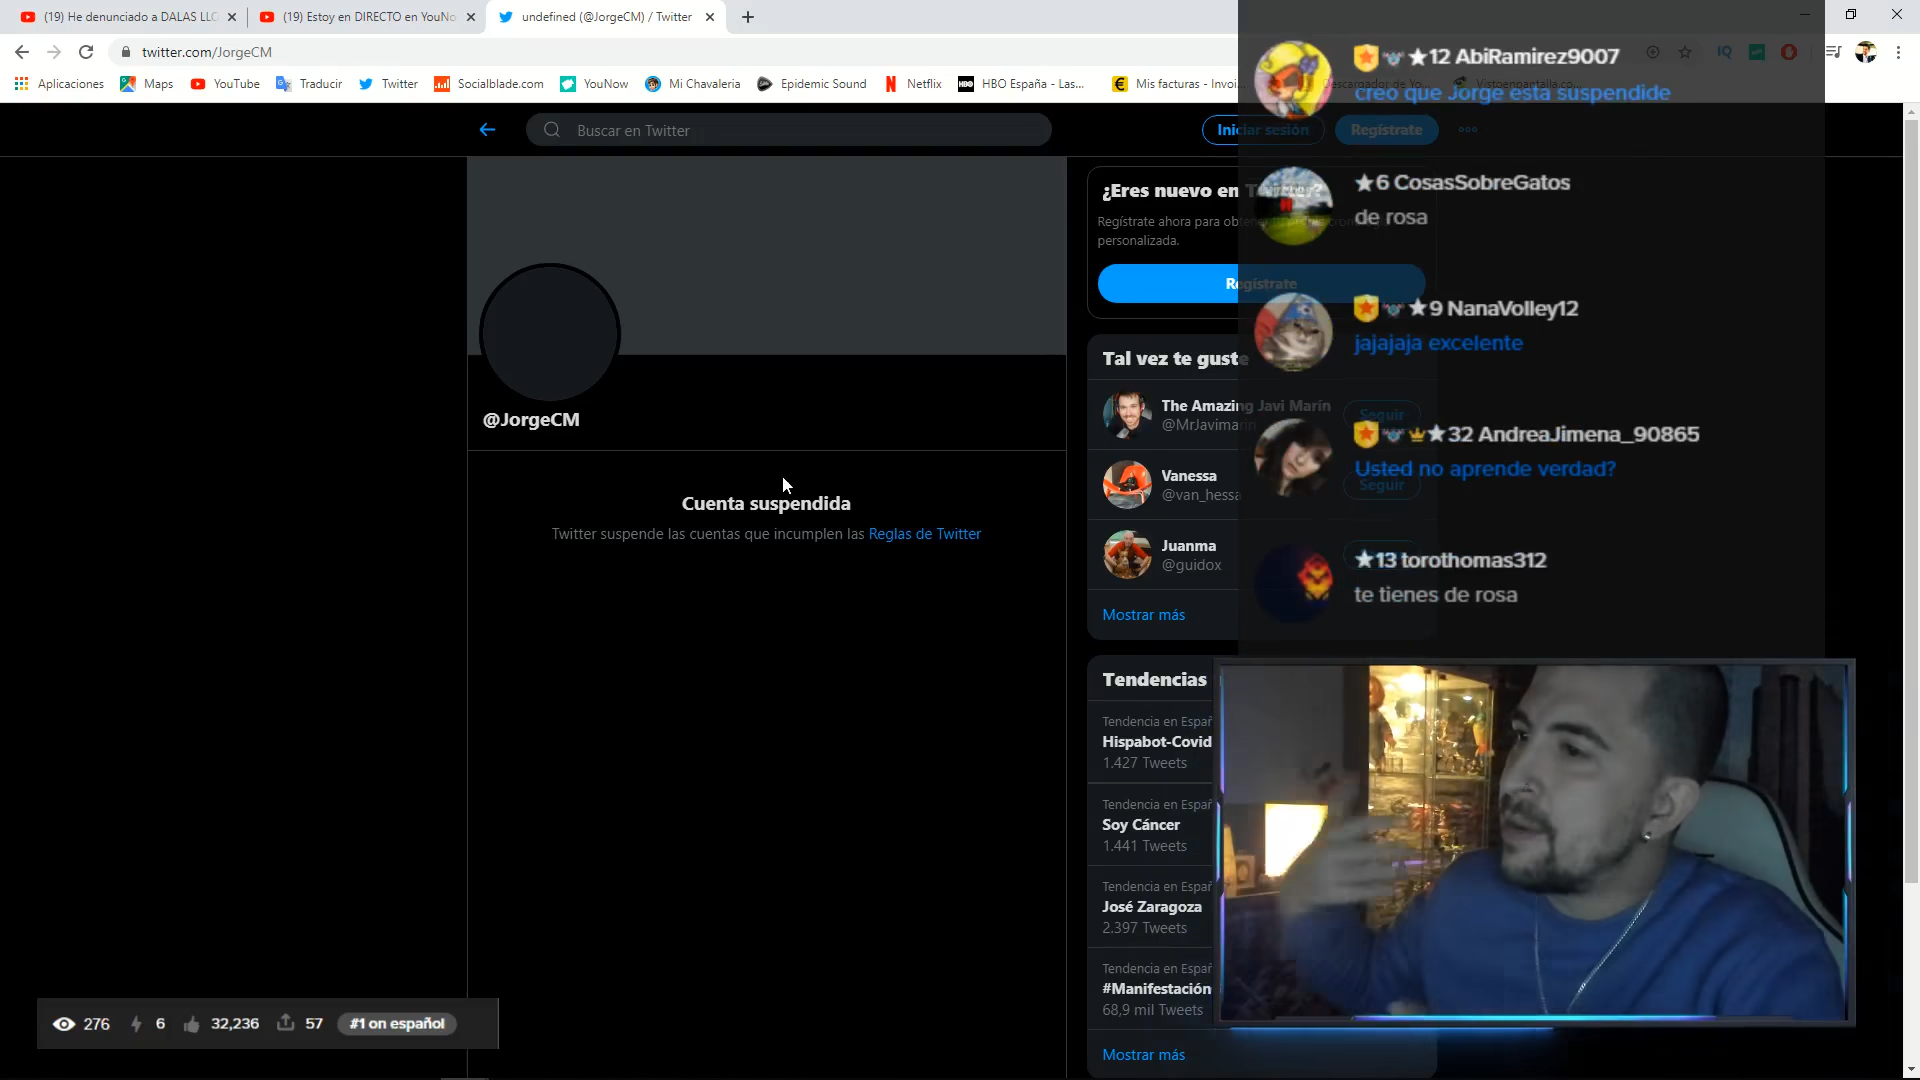 (19) He denunciado a DALAS LLO
(19) Estoy en DIRECTO en YouNo
undefined (@JorgeCM) / Twitter
twitter.com/JorgeCM
Aplicaciones
Maps
YouTube
Traducir
Twitter
Socialblade.com
YouNow
Mi Chavaleria
Epidemic Sound
Netflix
HBO España - Las...
Mis facturas - Invoi...
Buscar en Twitter
Iniciar sesión
Regístrate
@JorgeCM
Cuenta suspendida
Twitter suspende las cuentas que incumplen las Reglas de Twitter
¿Eres nuevo en Twitter?
Regístrate ahora para
personalizada.
Regístrate
Tal vez te guste
The Amazing Javi Marín
@MrJavimarin
Seguir
Vanessa
@van_hessa
Seguir
Juanma
@guidox
Mostrar más
Tendencias
Tendencia en Españ
Hispabot-Covid
1.427 Tweets
Tendencia en Españ
Soy Cáncer
1.441 Tweets
Tendencia en Españ
José Zaragoza
2.397 Tweets
Tendencia en Españ
#Manifestación
68,9 mil Tweets
Mostrar más
★12 AbiRamirez9007
creo que Jorge esta suspendide
★6 CosasSobreGatos
de rosa
★9 NanaVolley12
jajajaja excelente
★32 AndreaJimena_90865
Usted no aprende verdad?
★13 torothomas312
te tienes de rosa
276 6 32,236 57 #1 on español